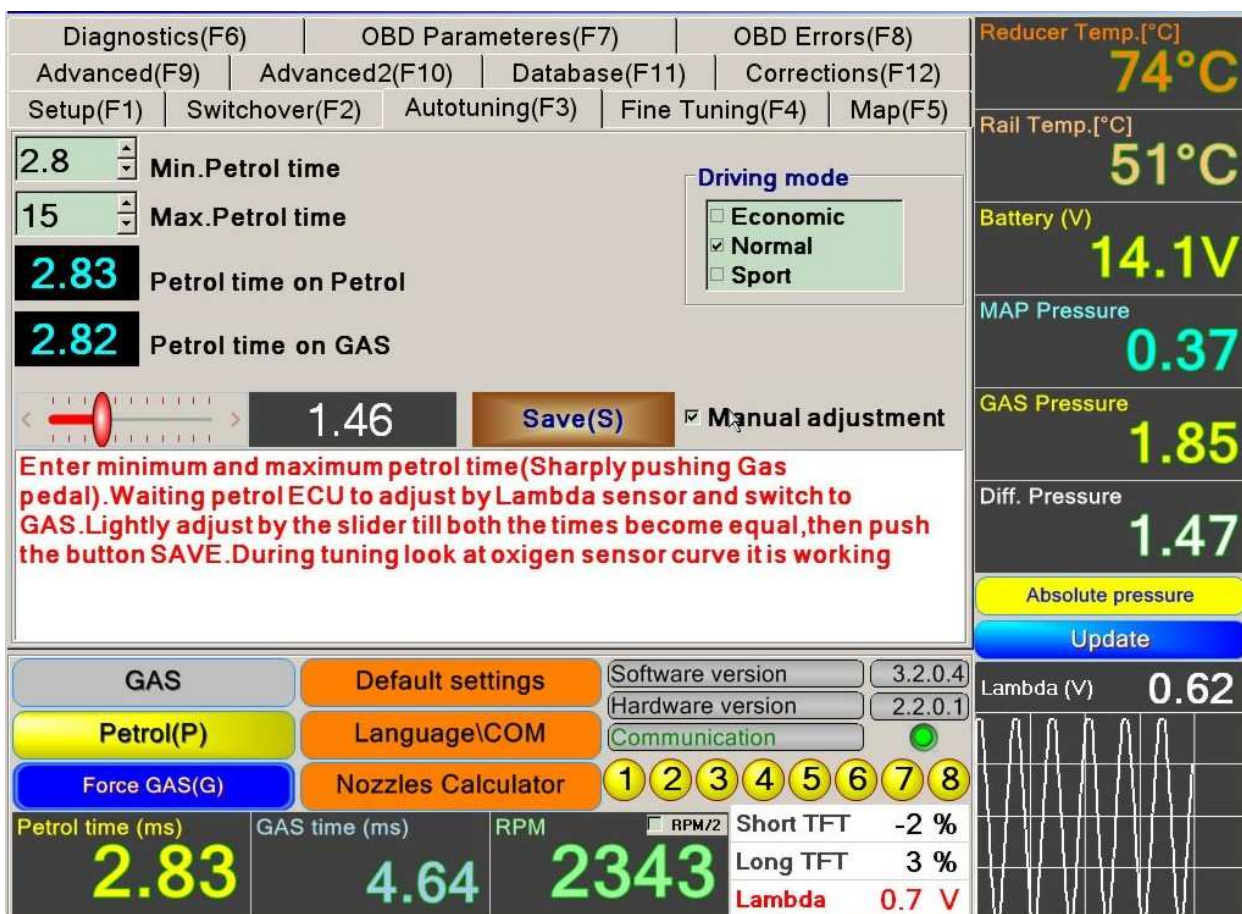 Diagnostics(F6) OBD Parameteres(F7) OBD Errors(F8)
Advanced(F9) Advanced2(F10) Database(F11) Corrections(F12)
Setup(F1) Switchover(F2) Autotuning(F3) Fine Tuning(F4) Map(F5)
2.8 Min.Petrol time
15 Max.Petrol time
2.83 Petrol time on Petrol
2.82 Petrol time on GAS
Driving mode
Economic
Normal
Sport
1.46 Save(S) Manual adjustment
Enter minimum and maximum petrol time(Sharply pushing Gas
pedal).Waiting petrol ECU to adjust by Lambda sensor and switch to
GAS.Lightly adjust by the slider till both the times become equal,then push
the button SAVE.During tuning look at oxigen sensor curve it is working
Reducer Temp.[°C]
74°C
Rail Temp.[°C]
51°C
Battery (V)
14.1V
MAP Pressure
0.37
GAS Pressure
1.85
Diff. Pressure
1.47
Absolute pressure
Update
Lambda (V) 0.62
GAS Default settings Software version 3.2.0.4
Hardware version 2.2.0.1
Petrol(P) Language\COM Communication
Force GAS(G) Nozzles Calculator 1 2 3 4 5 6 7 8
Petrol time (ms) GAS time (ms) RPM RPM/2
2.83 4.64 2343
Short TFT -2 %
Long TFT 3 %
Lambda 0.7 V